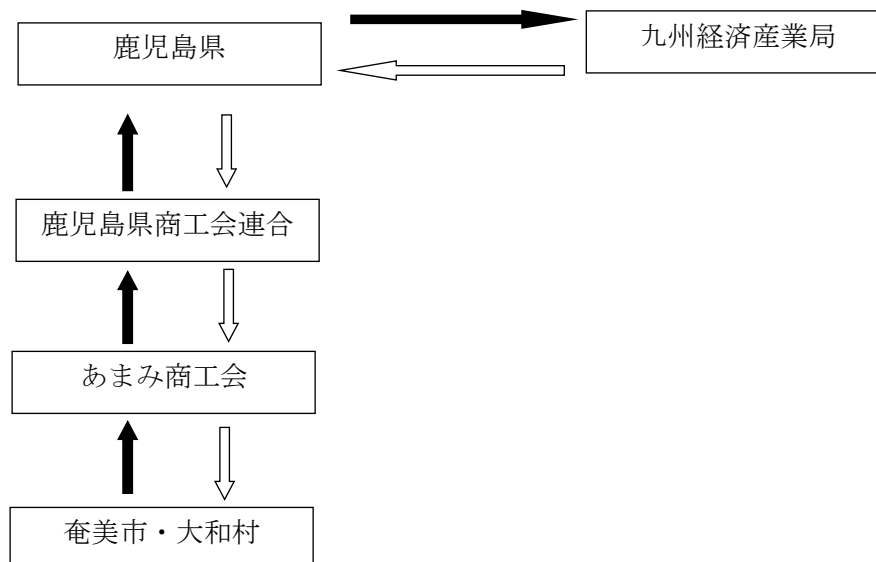 鹿児島県
九州経済産業局
鹿児島県商工会連合
あまみ商工会
奄美市・大和村